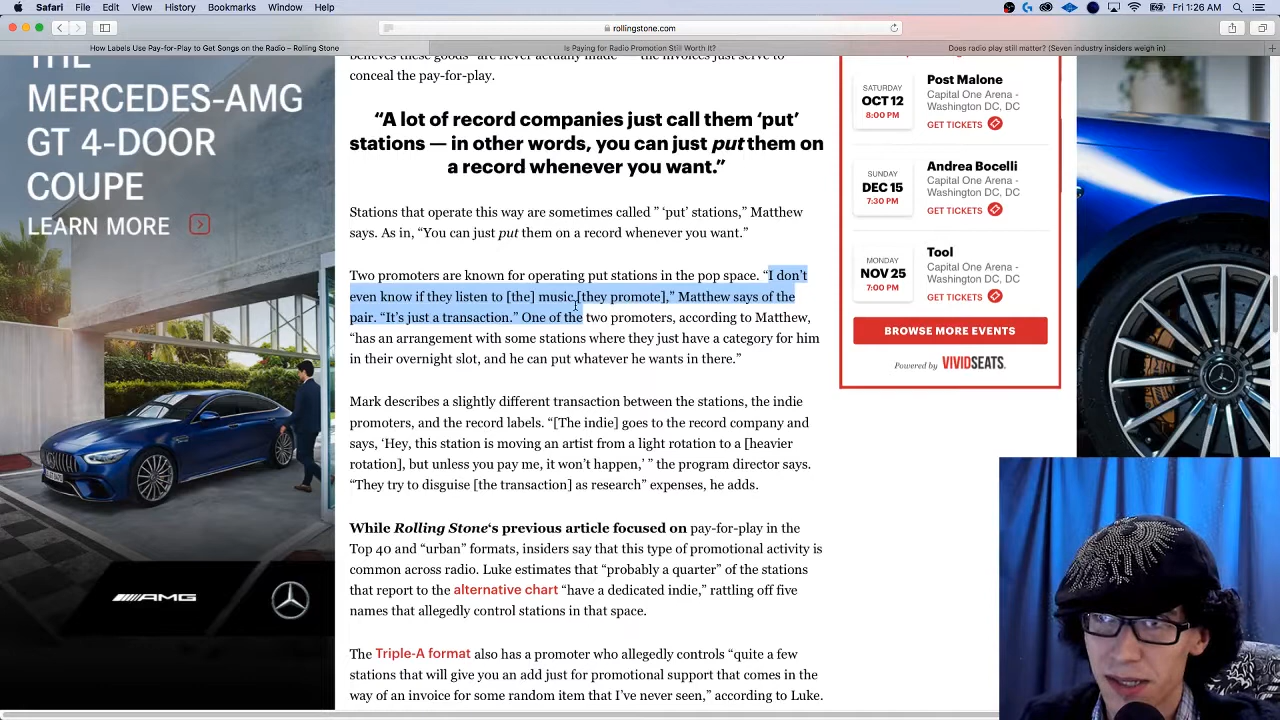 Safari File Edit View History Bookmarks Window Help
Fri 1:26 AM
rollingstone.com
How Labels Use Pay-for-Play to Get Songs on the Radio – Rolling Stone
Is Paying for Radio Promotion Still Worth It?
Does radio play still matter? (Seven industry insiders weigh in)
THE
MERCEDES-AMG
GT 4-DOOR
COUPE
LEARN MORE
AMG
believes these goods “are never actually made” — the invoices just serve to
conceal the pay-for-play.
“A lot of record companies just call them ‘put’
stations — in other words, you can just put them on
a record whenever you want.”
Stations that operate this way are sometimes called ” ‘put’ stations,” Matthew
says. As in, “You can just put them on a record whenever you want.”
Two promoters are known for operating put stations in the pop space. “I don’t
even know if they listen to [the] music [they promote],” Matthew says of the
pair. “It’s just a transaction.” One of the two promoters, according to Matthew,
“has an arrangement with some stations where they just have a category for him
in their overnight slot, and he can put whatever he wants in there.”
Mark describes a slightly different transaction between the stations, the indie
promoters, and the record labels. “[The indie] goes to the record company and
says, ‘Hey, this station is moving an artist from a light rotation to a [heavier
rotation], but unless you pay me, it won’t happen,’ ” the program director says.
“They try to disguise [the transaction] as research” expenses, he adds.
While Rolling Stone‘s previous article focused on pay-for-play in the
Top 40 and “urban” formats, insiders say that this type of promotional activity is
common across radio. Luke estimates that “probably a quarter” of the stations
that report to the alternative chart “have a dedicated indie,” rattling off five
names that allegedly control stations in that space.
The Triple-A format also has a promoter who allegedly controls “quite a few
stations that will give you an add just for promotional support that comes in the
way of an invoice for some random item that I’ve never seen,” according to Luke.
SATURDAY
OCT 12
8:00 PM
Post Malone
Capital One Arena -
Washington DC, DC
GET TICKETS
SUNDAY
DEC 15
7:30 PM
Andrea Bocelli
Capital One Arena -
Washington DC, DC
GET TICKETS
MONDAY
NOV 25
7:00 PM
Tool
Capital One Arena -
Washington DC, DC
GET TICKETS
BROWSE MORE EVENTS
Powered by VIVIDSEATS.